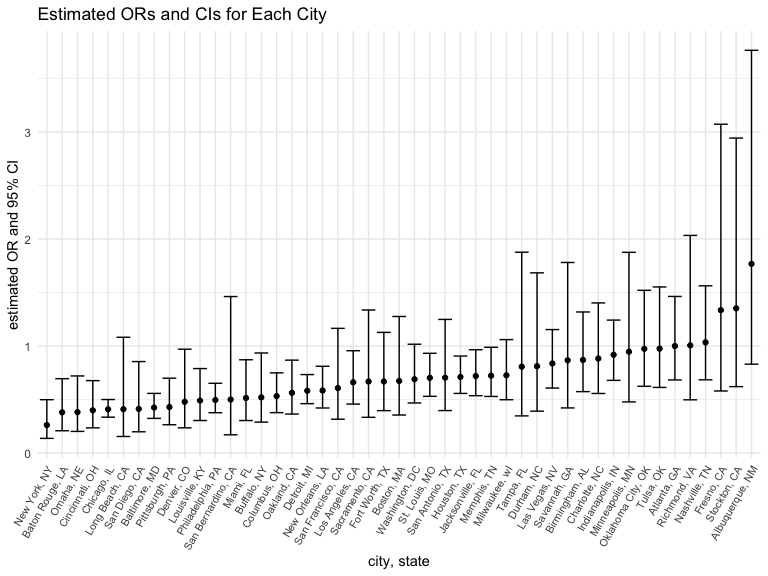 Estimated ORs and CIs for Each City
estimated OR and 95% CI
3
2
1
0
New York, NY
Baton Rouge, LA
Omaha, NE
Cincinnati, OH
Chicago, IL
Long Beach, CA
San Diego, CA
Baltimore, MD
Pittsburgh, PA
Denver, CO
Louisville, KY
Philadelphia, PA
San Bernardino, CA
Miami, FL
Buffalo, NY
Columbus, OH
Oakland, CA
Detroit, MI
New Orleans, LA
San Francisco, CA
Los Angeles, CA
Sacramento, CA
Fort Worth, TX
Boston, MA
Washington, DC
St. Louis, MO
San Antonio, TX
Houston, TX
Jacksonville, FL
Memphis, TN
Milwaukee, wI
Tampa, FL
Durham, NC
Las Vegas, NV
Savannah, GA
Birmingham, AL
Charlotte, NC
Indianapolis, IN
Minneapolis, MN
Oklahoma City, OK
Tulsa, OK
Atlanta, GA
Richmond, VA
Nashville, TN
Fresno, CA
Stockton, CA
Albuquerque, NM
city, state